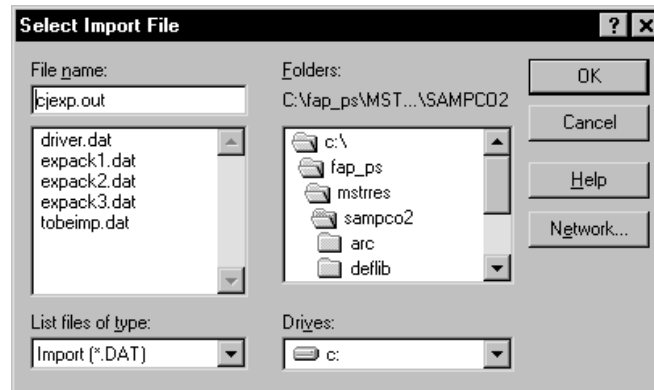 Select Import File
File name:
cjexp.out
driver.dat
expack1.dat
expack2.dat
expack3.dat
tobeimp.dat
List files of type:
Import (*.DAT)
Folders:
C:\fap_ps\MST...\SAMPCO2
c:\
fap_ps
mstrres
sampco2
arc
deflib
Drives:
c:
OK
Cancel
Help
Network...